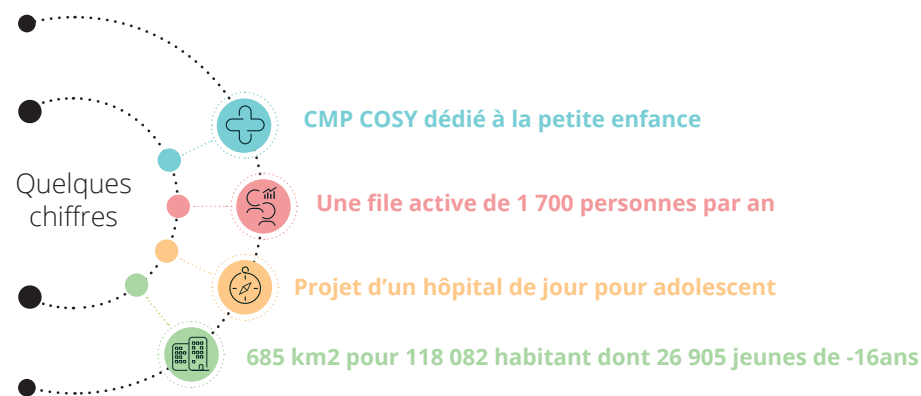 Quelques
chiffres
CMP COSY dédié à la petite enfance
Une file active de 1 700 personnes par an
Projet d’un hôpital de jour pour adolescent
685 km2 pour 118 082 habitant dont 26 905 jeunes de -16ans